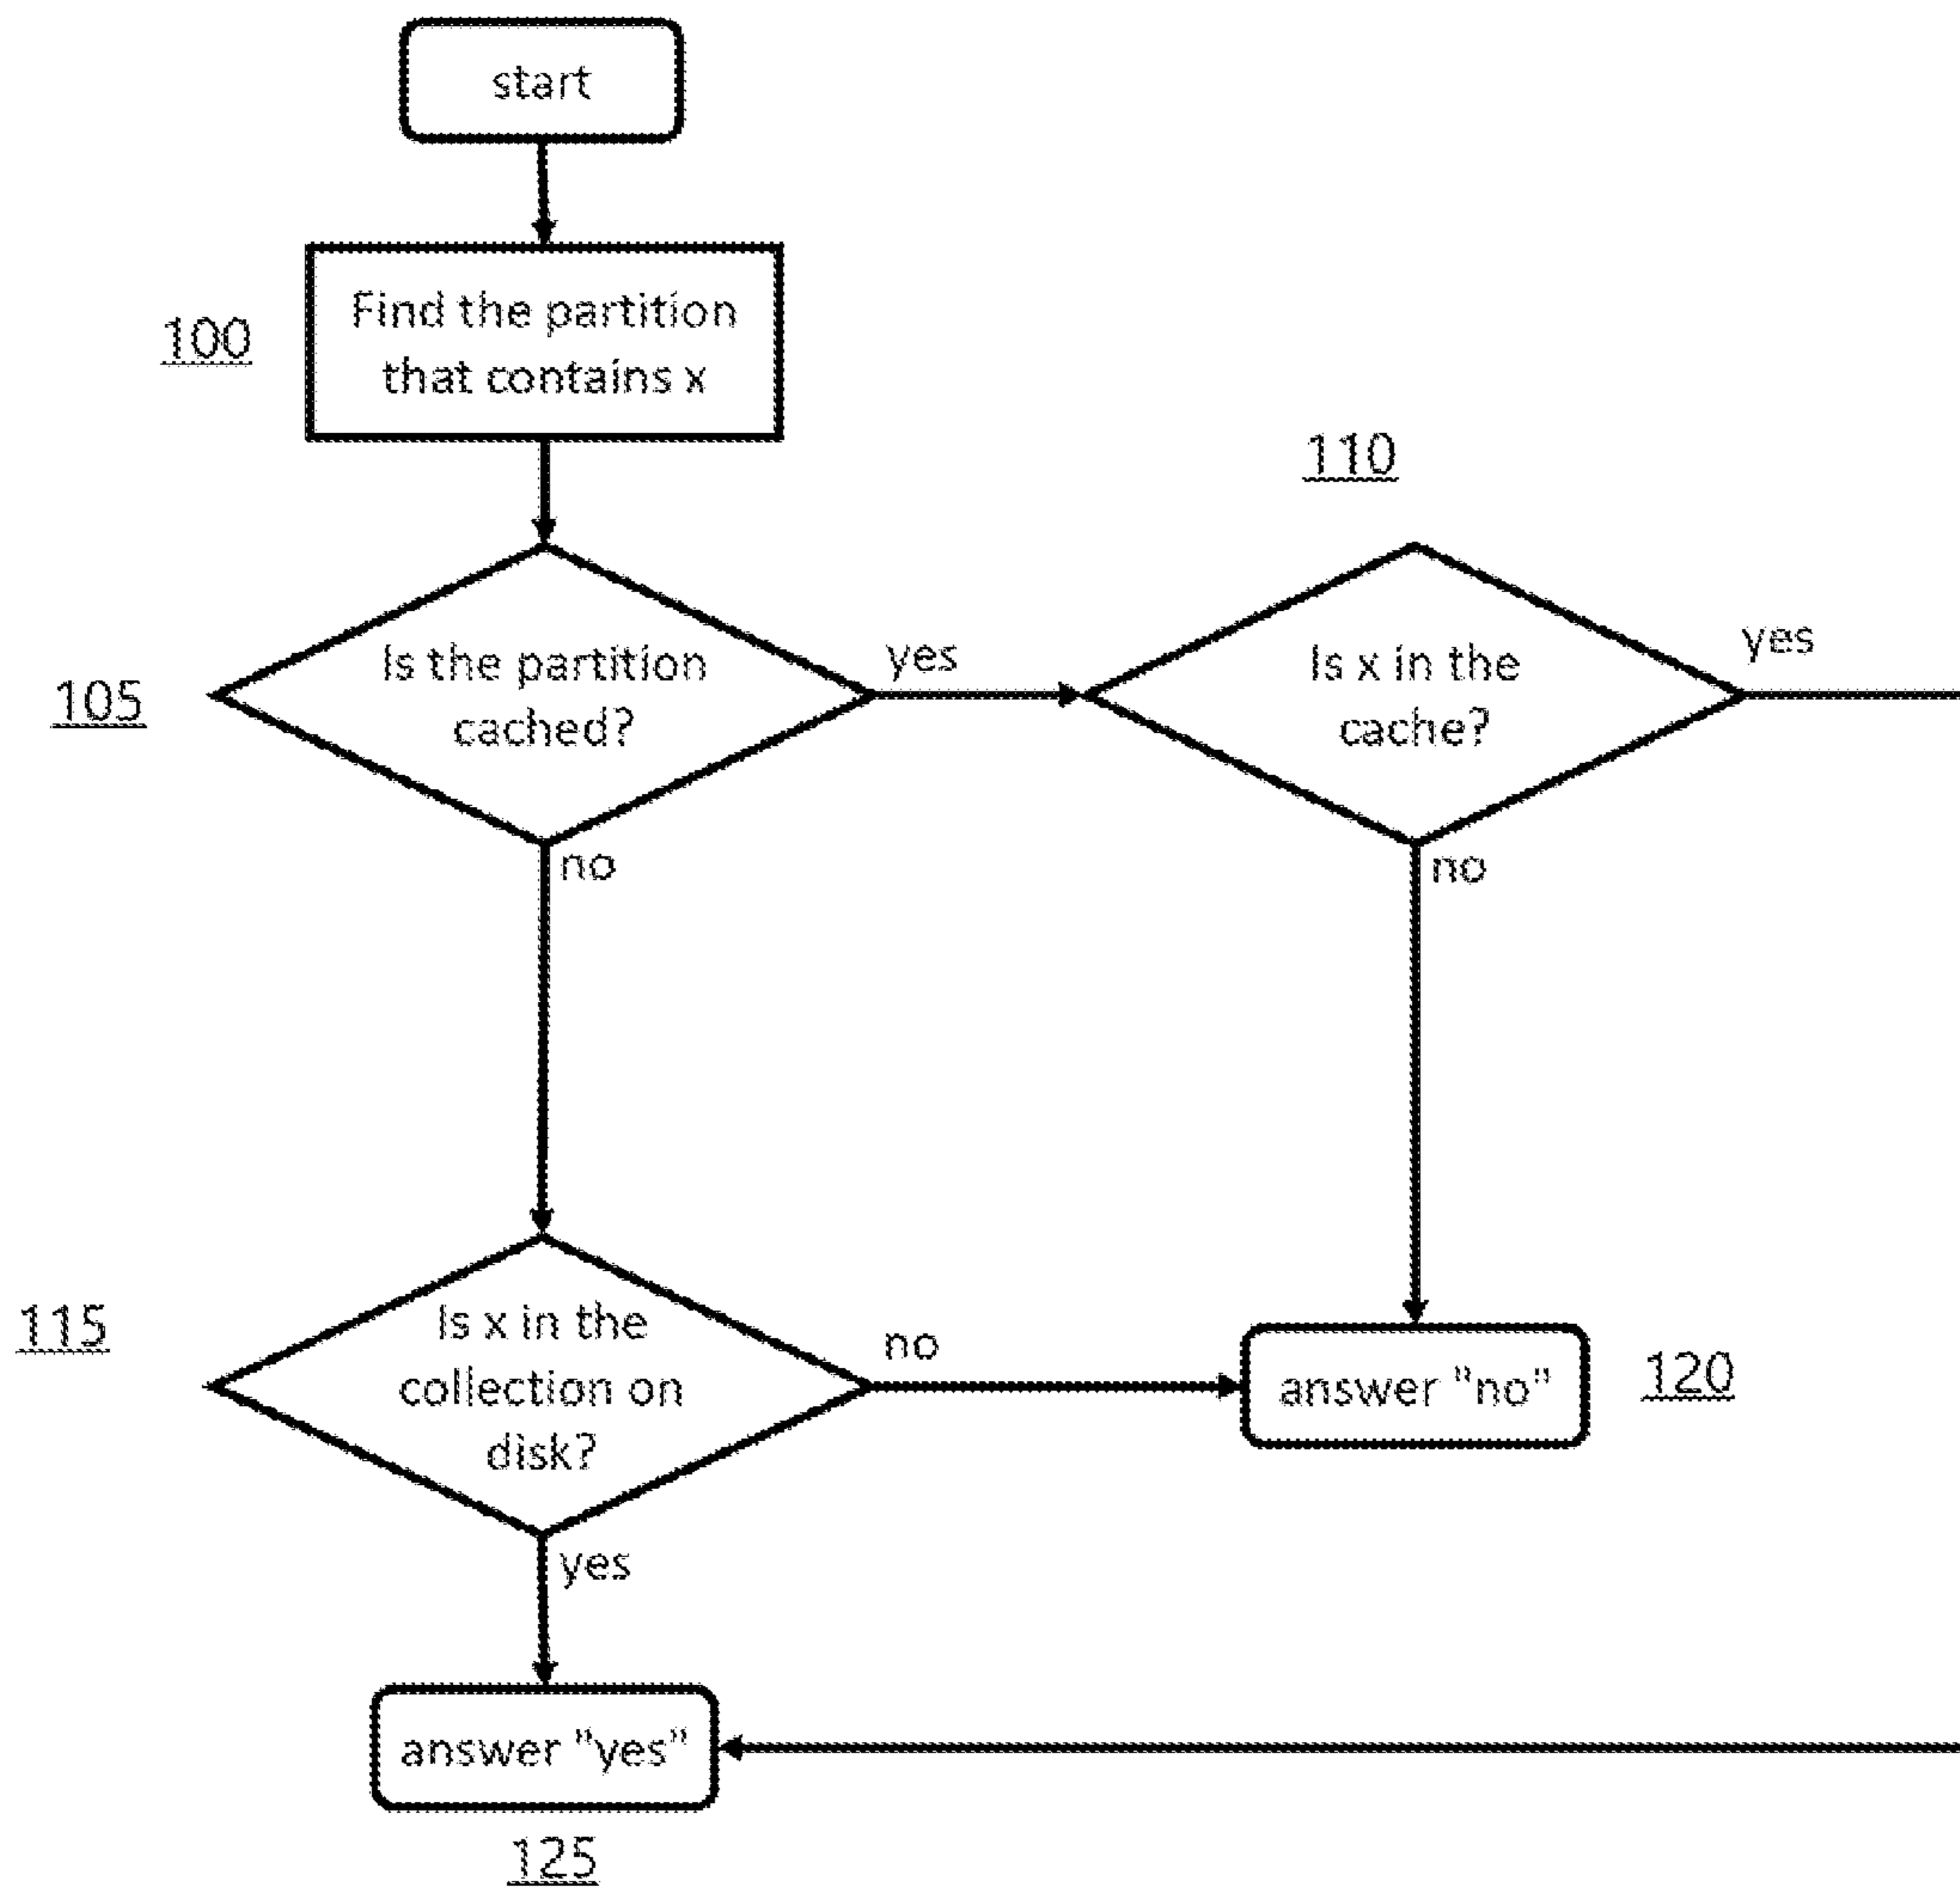 start
100
Find the partition
that contains x
110
105
Is the partition
cached?
yes
Is x in the
cache?
yes
no
no
115
Is x in the
collection on
disk?
no
answer "no"
120
yes
answer "yes"
125